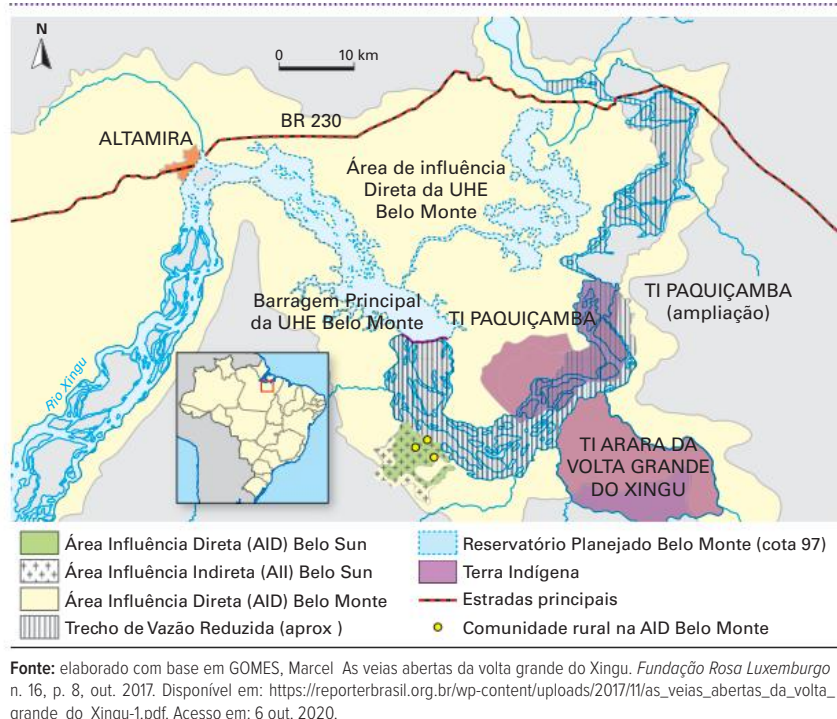 N
0 10 km
BR 230
ALTAMIRA
Área de influência
Direta da UHE
Belo Monte
Barragem Principal
da UHE Belo Monte
TI PAQUIÇAMBA
TI PAQUIÇAMBA
(ampliação)
Rio Xingu
TI ARARA DA
VOLTA GRANDE
DO XINGU
Área Influência Direta (AID) Belo Sun
Área Influência Indireta (AII) Belo Sun
Área Influência Direta (AID) Belo Monte
Trecho de Vazão Reduzida (aprox )
Reservatório Planejado Belo Monte (cota 97)
Terra Indígena
Estradas principais
Comunidade rural na AID Belo Monte
Fonte: elaborado com base em GOMES, Marcel As veias abertas da volta grande do Xingu. Fundação Rosa Luxemburgo
n. 16, p. 8, out. 2017. Disponível em: https://reporterbrasil.org.br/wp-content/uploads/2017/11/as_veias_abertas_da_volta_
grande_do_Xingu-1.pdf. Acesso em: 6 out. 2020.